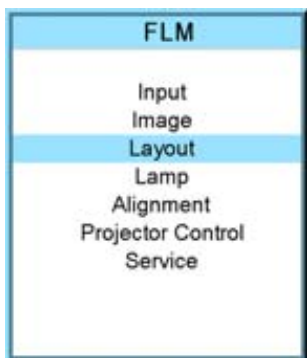 FLM
Input
Image
Layout
Lamp
Alignment
Projector Control
Service